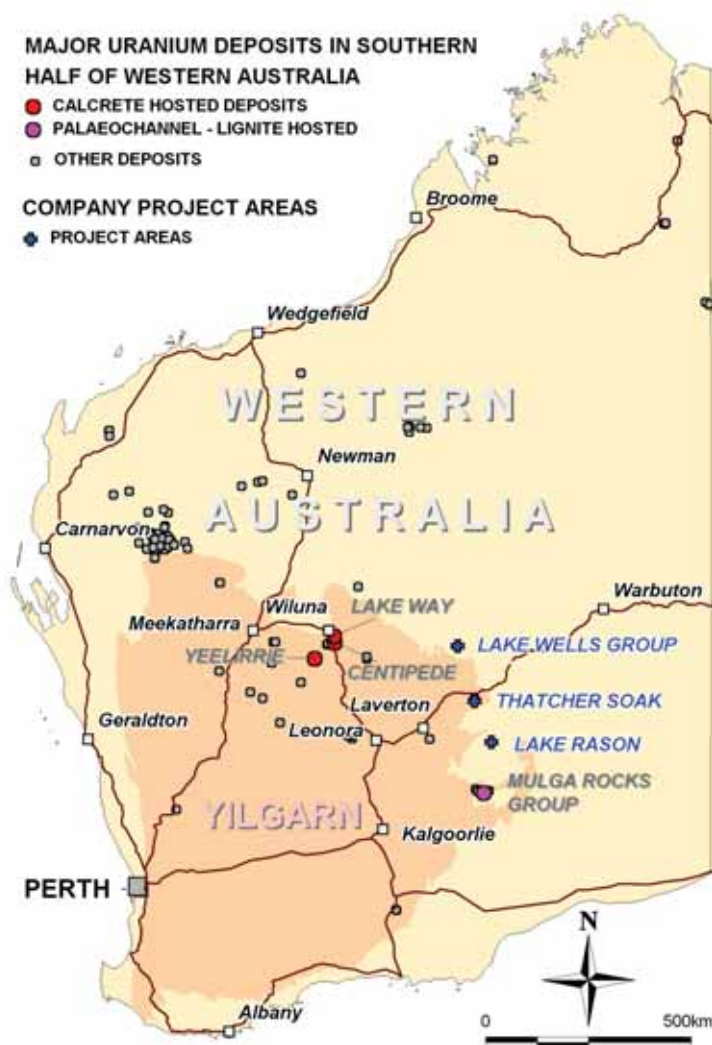 MAJOR URANIUM DEPOSITS IN SOUTHERN
HALF OF WESTERN AUSTRALIA
CALCRETE HOSTED DEPOSITS
PALAEOCHANNEL - LIGNITE HOSTED
OTHER DEPOSITS
COMPANY PROJECT AREAS
PROJECT AREAS
Broome
Wedgefield
WESTERN
Newman
AUSTRALIA
Carnarvon
Warbuton
Meekatharra
Wiluna
LAKE WAY
LAKE WELLS GROUP
YEELIRRIE
CENTIPEDE
Laverton
THATCHER SOAK
Geraldton
Leonora
LAKE RASON
MULGA ROCKS
GROUP
YILGARN
Kalgoorlie
PERTH
N
Albany
0 500km